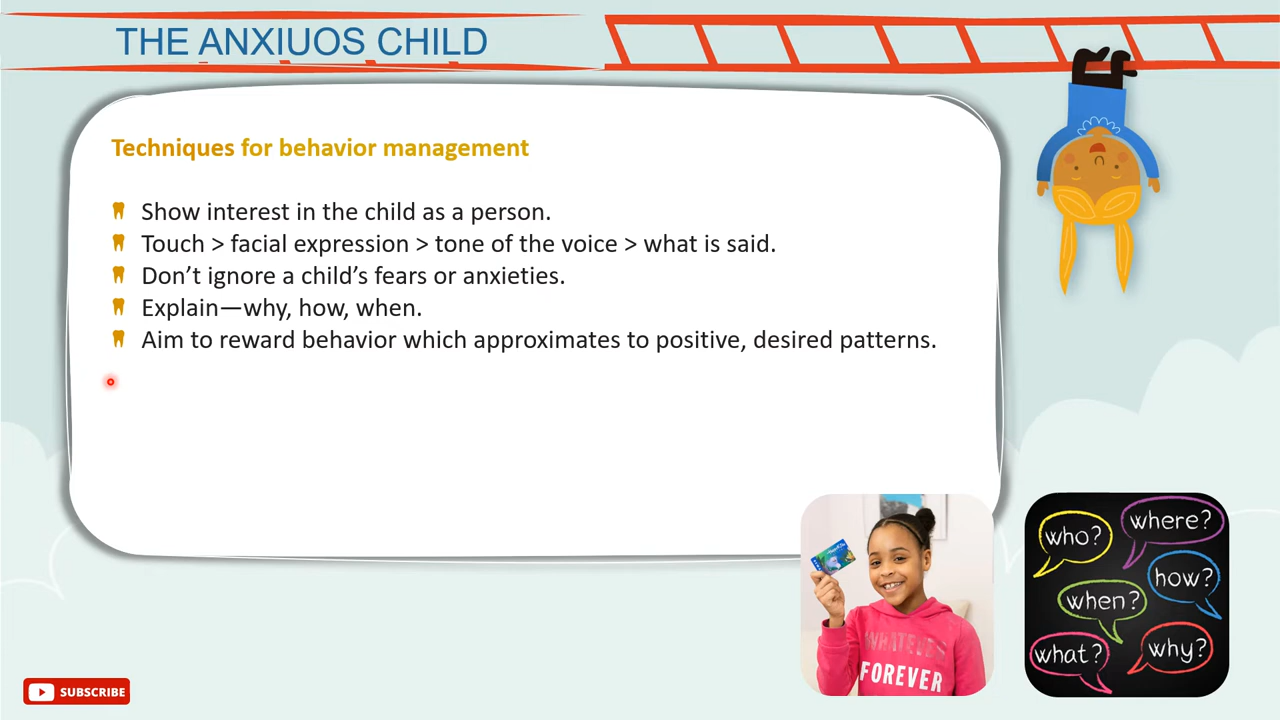 THE ANXIUOS CHILD
Techniques for behavior management
Show interest in the child as a person.
Touch > facial expression > tone of the voice > what is said.
Don’t ignore a child’s fears or anxieties.
Explain—why, how, when.
Aim to reward behavior which approximates to positive, desired patterns.
FOREVER
who?
where?
how?
when?
what?
why?
SUBSCRIBE